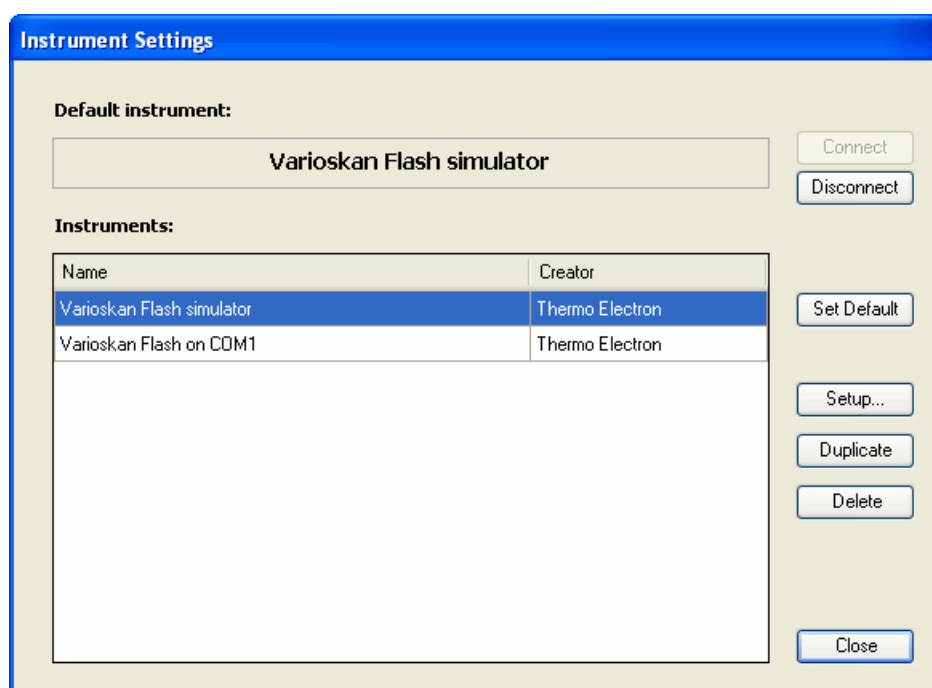 Instrument Settings
Default instrument:
Varioskan Flash simulator
Connect
Disconnect
Instruments:
Name Creator
Varioskan Flash simulator Thermo Electron
Varioskan Flash on COM1 Thermo Electron
Set Default
Setup...
Duplicate
Delete
Close